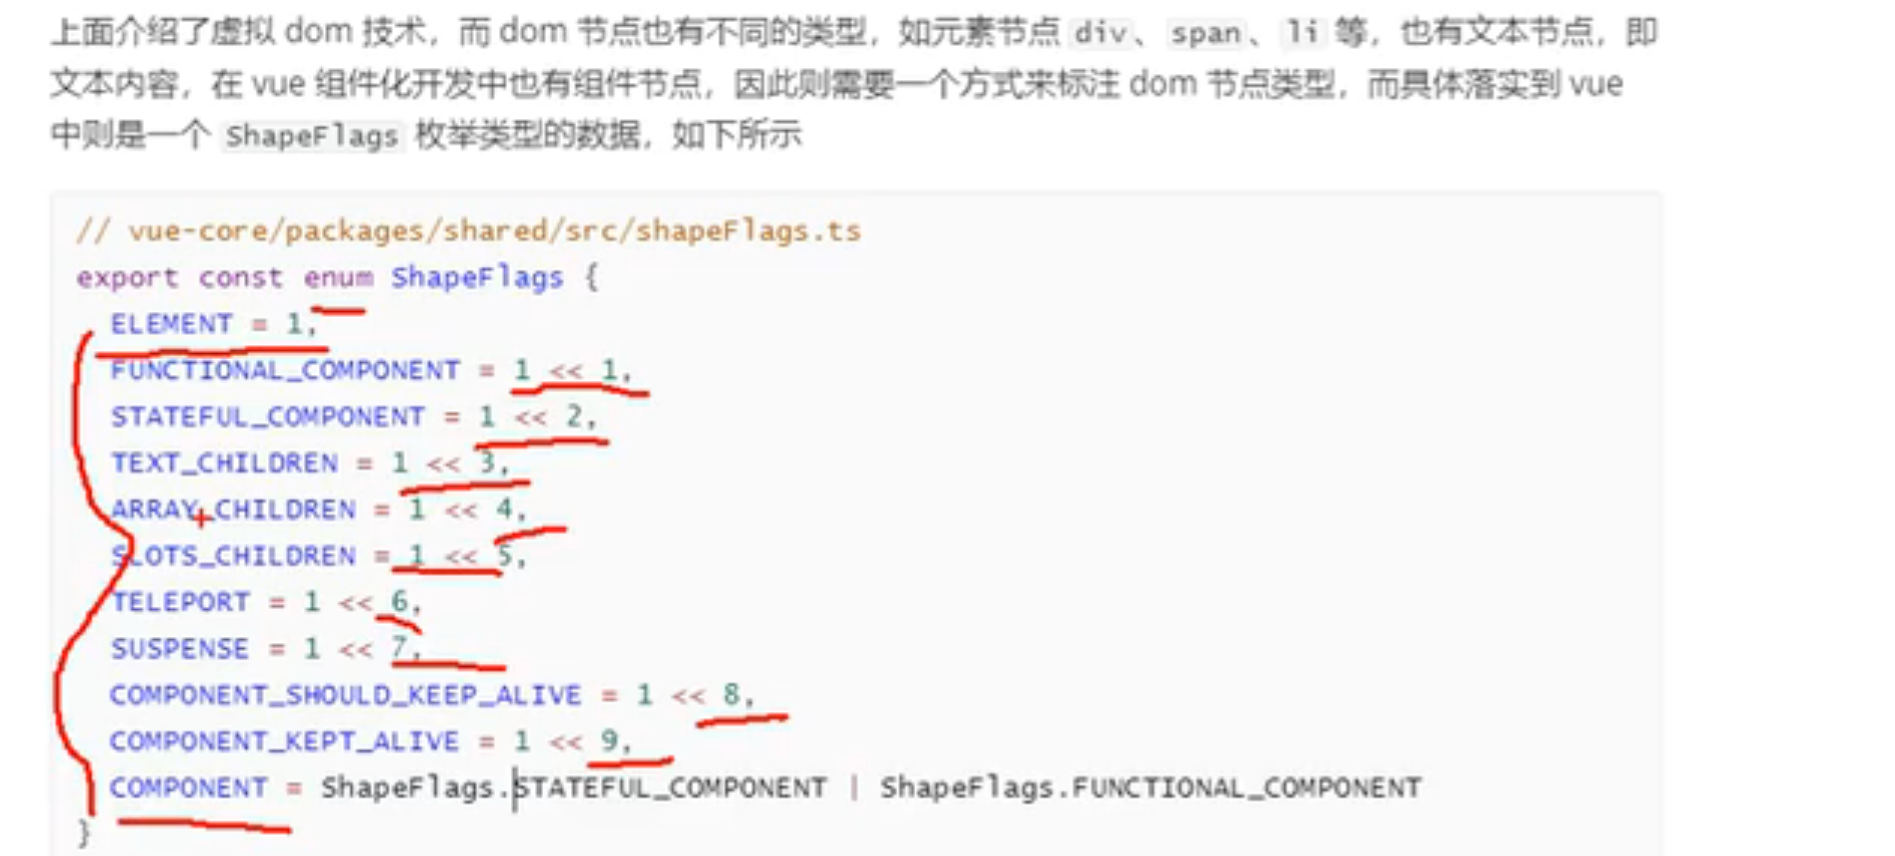 上面介绍了虚拟 dom 技术，而 dom 节点也有不同的类型，如元素节点 div、 span、 li 等，也有文本节点，即
文本内容，在 vue 组件化开发中也有组件节点，因此则需要一个方式来标注 dom 节点类型，而具体落实到 vue
中则是一个 ShapeFlags 枚举类型的数据，如下所示
// vue-core/packages/shared/src/shapeFlags.ts
export const enum ShapeFlags {
ELEMENT = 1,
FUNCTIONAL_COMPONENT = 1 << 1,
STATEFUL_COMPONENT = 1 << 2,
TEXT_CHILDREN = 1 << 3,
ARRAY_CHILDREN = 1 << 4,
SLOTS_CHILDREN = 1 << 5,
TELEPORT = 1 << 6,
SUSPENSE = 1 << 7,
COMPONENT_SHOULD_KEEP_ALIVE = 1 << 8,
COMPONENT_KEPT_ALIVE = 1 << 9,
COMPONENT = ShapeFlags.STATEFUL_COMPONENT | ShapeFlags.FUNCTIONAL_COMPONENT
}